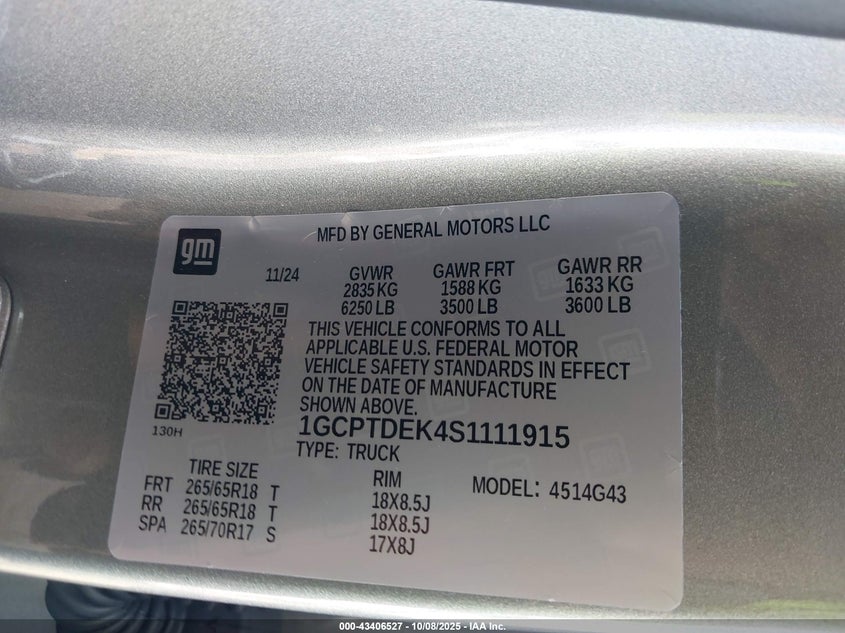 gm
MFD BY GENERAL MOTORS LLC
11/24 GVWR GAWR FRT GAWR RR
2835 KG 1588 KG 1633 KG
6250 LB 3500 LB 3600 LB
THIS VEHICLE CONFORMS TO ALL
APPLICABLE U.S. FEDERAL MOTOR
VEHICLE SAFETY STANDARDS IN EFFECT
ON THE DATE OF MANUFACTURE
SHOWN ABOVE.
130H
1GCPTDEK4S1111915
TYPE: TRUCK
TIRE SIZE RIM MODEL: 4514G43
FRT 265/65R18 T 18X8.5J
RR 265/65R18 T 18X8.5J
SPA 265/70R17 S 17X8J
000-43406527 - 10/08/2025 - IAA Inc.